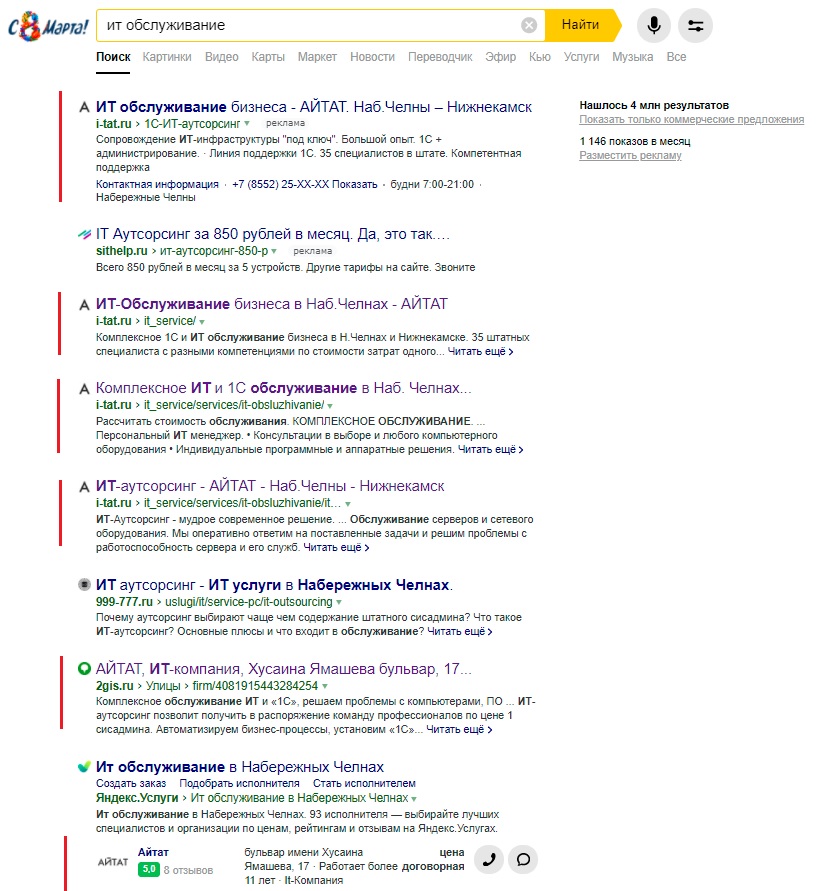 С 8 Марта!
ит обслуживание
Найти
Поиск Картинки Видео Карты Маркет Новости Переводчик Эфир Кью Услуги Музыка Все
ИТ обслуживание бизнеса - АЙТАТ. Наб.Челны – Нижнекамск
i-tat.ru › 1С-ИТ-аутсорсинг реклама
Сопровождение ИТ-инфраструктуры "под ключ". Большой опыт. 1С +
администрирование. · Линия поддержки 1С. 35 специалистов в штате. Компетентная
поддержка
Контактная информация · +7 (8552) 25-XX-XX Показать · будни 7:00-21:00 ·
Набережные Челны
Нашлось 4 млн результатов
Показать только коммерческие предложения
1 146 показов в месяц
Разместить рекламу
IT Аутсорсинг за 850 рублей в месяц. Да, это так....
sithelp.ru › ит-аутсорсинг-850-р реклама
Всего 850 рублей в месяц за 5 устройств. Другие тарифы на сайте. Звоните
ИТ-Обслуживание бизнеса в Наб.Челнах - АЙТАТ
i-tat.ru › it_service/
Комплексное 1С и ИТ обслуживание бизнеса в Н.Челнах и Нижнекамске. 35 штатных
специалиста с разными компетенциями по стоимости затрат одного... Читать ещё ›
Комплексное ИТ и 1С обслуживание в Наб. Челнах...
i-tat.ru › it_service/services/it-obsluzhivanie/
Рассчитать стоимость обслуживания. КОМПЛЕКСНОЕ ОБСЛУЖИВАНИЕ. ...
Персональный ИТ менеджер. • Консультации в выборе и любого компьютерного
оборудования • Индивидуальные программные и аппаратные решения. Читать ещё ›
ИТ-аутсорсинг - АЙТАТ - Наб.Челны - Нижнекамск
i-tat.ru › it_service/services/it-obsluzhivanie/it...
ИТ-Аутсорсинг - мудрое современное решение. ... Обслуживание серверов и сетевого
оборудования. Мы оперативно ответим на поставленные задачи и решим проблемы с
работоспособность сервера и его служб. Читать ещё ›
ИТ аутсорсинг - ИТ услуги в Набережных Челнах.
999-777.ru › uslugi/it/service-pc/it-outsourcing
Почему аутсорсинг выбирают чаще чем содержание штатного сисадмина? Что такое
ИТ-аутсорсинг? Основные плюсы и что входит в обслуживание? Читать ещё ›
АЙТАТ, ИТ-компания, Хусаина Ямашева бульвар, 17...
2gis.ru › Улицы › firm/4081915443284254
Комплексное обслуживание ИТ и «1С», решаем проблемы с компьютерами, ПО ... ИТ-
аутсорсинг позволит получить в распоряжение команду профессионалов по цене 1
сисадмина. Автоматизируем бизнес-процессы, установим «1С»... Читать ещё ›
Ит обслуживание в Набережных Челнах
Создать заказ Подобрать исполнителя Стать исполнителем
Яндекс.Услуги › Ит обслуживание в Набережных Челнах
Ит обслуживание в Набережных Челнах. 93 исполнителя — выбирайте лучших
специалистов и организации по ценам, рейтингам и отзывам на Яндекс.Услугах.
АЙТАТ
Айтат
5,0 8 отзывов
бульвар имени Хусаина
Ямашева, 17 · Работает более
11 лет · It-Компания
цена
договорная